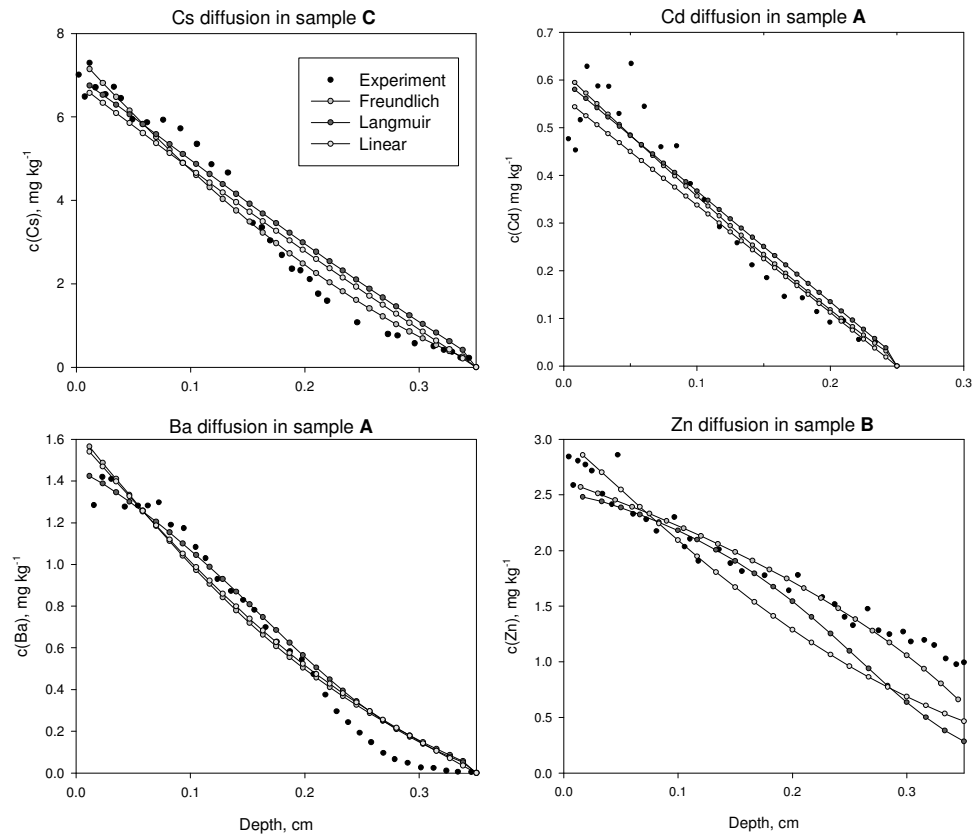 Cs diffusion in sample C
8
6
4
2
0
c(Cs), mg kg-1
0.0 0.1 0.2 0.3
Experiment
Freundlich
Langmuir
Linear
Cd diffusion in sample A
0.7
0.6
0.5
0.4
0.3
0.2
0.1
0.0
c(Cd) mg kg-1
0.0 0.1 0.2 0.3
Ba diffusion in sample A
1.6
1.4
1.2
1.0
0.8
0.6
0.4
0.2
0.0
c(Ba), mg kg-1
0.0 0.1 0.2 0.3
Depth, cm
Zn diffusion in sample B
3.0
2.5
2.0
1.5
1.0
0.5
0.0
c(Zn), mg kg-1
0.0 0.1 0.2 0.3
Depth, cm